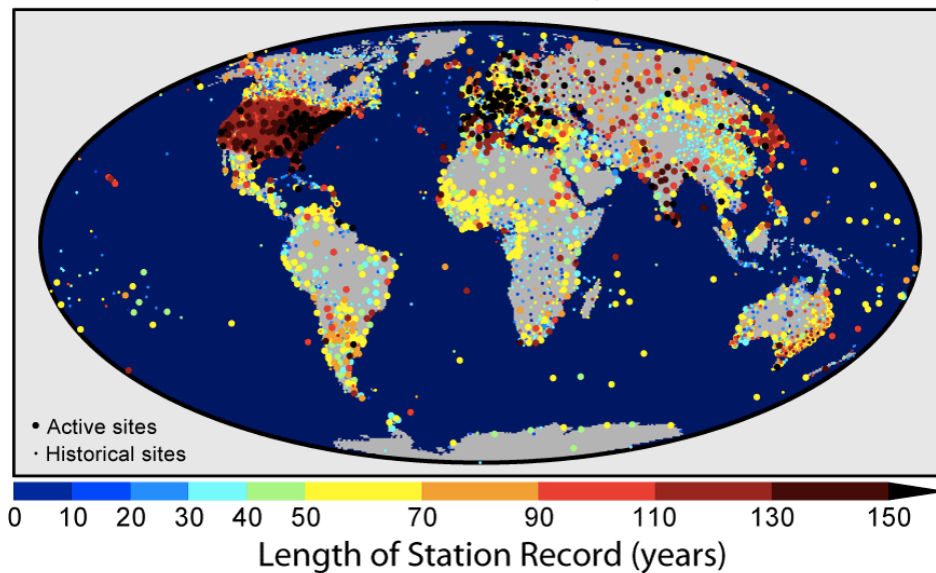 • Active sites
· Historical sites
0 10 20 30 40 50 70 90 110 130 150
Length of Station Record (years)